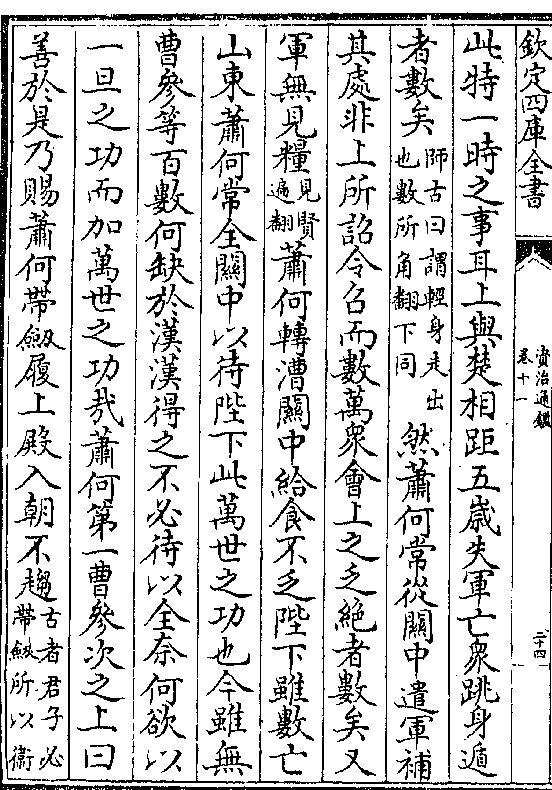 欽定四庫全書
資治通鑑
卷十一
二十四
此特一時之事耳上與楚相距五歲失軍亡衆跳身遁
者數矣師古曰謂輕身走出也數所角翻下同然蕭何常從關中遣軍補
其處非上所詔令召而數萬衆會上之乏絶者數矣又
軍無見糧見賢遍翻蕭何轉漕關中給食不乏陛下雖數亡
山東蕭何常全關中以待陛下此萬世之功也今雖無
曹參等百數何缺於漢漢得之不必待以全奈何欲以
一旦之功而加萬世之功哉蕭何第一曹參次之上曰
善於是乃賜蕭何帶劒履上殿入朝不趨古者君子必帶劒所以衞